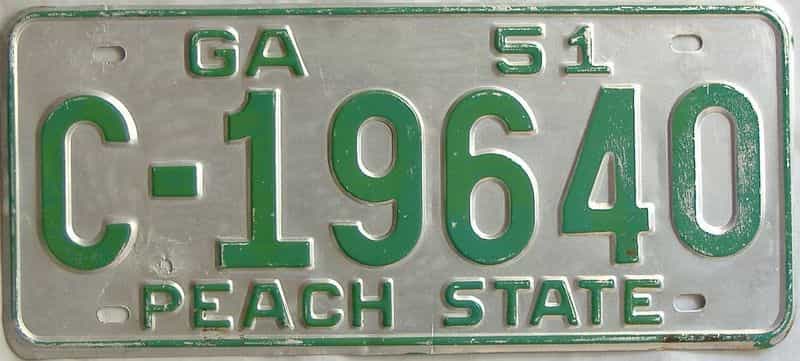 GA 51
C-19640
PEACH STATE